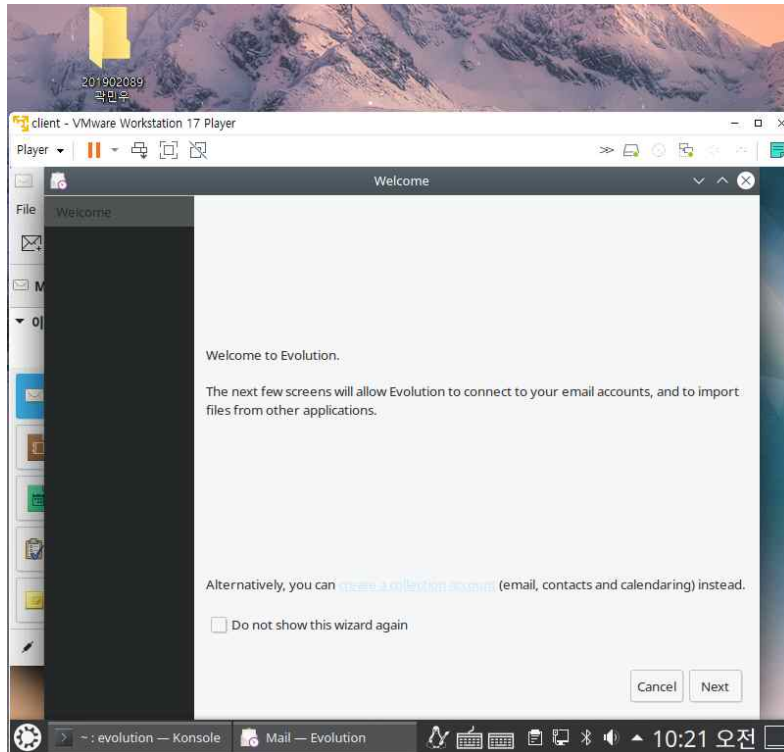 201902089
곽민우
client - VMware Workstation 17 Player
Player
Welcome
File
Welcome
M
이
Welcome to Evolution.
The next few screens will allow Evolution to connect to your email accounts, and to import
files from other applications.
Alternatively, you can create a collection account (email, contacts and calendaring) instead.
Do not show this wizard again
Cancel Next
~ : evolution — Konsole Mail — Evolution 10:21 오전